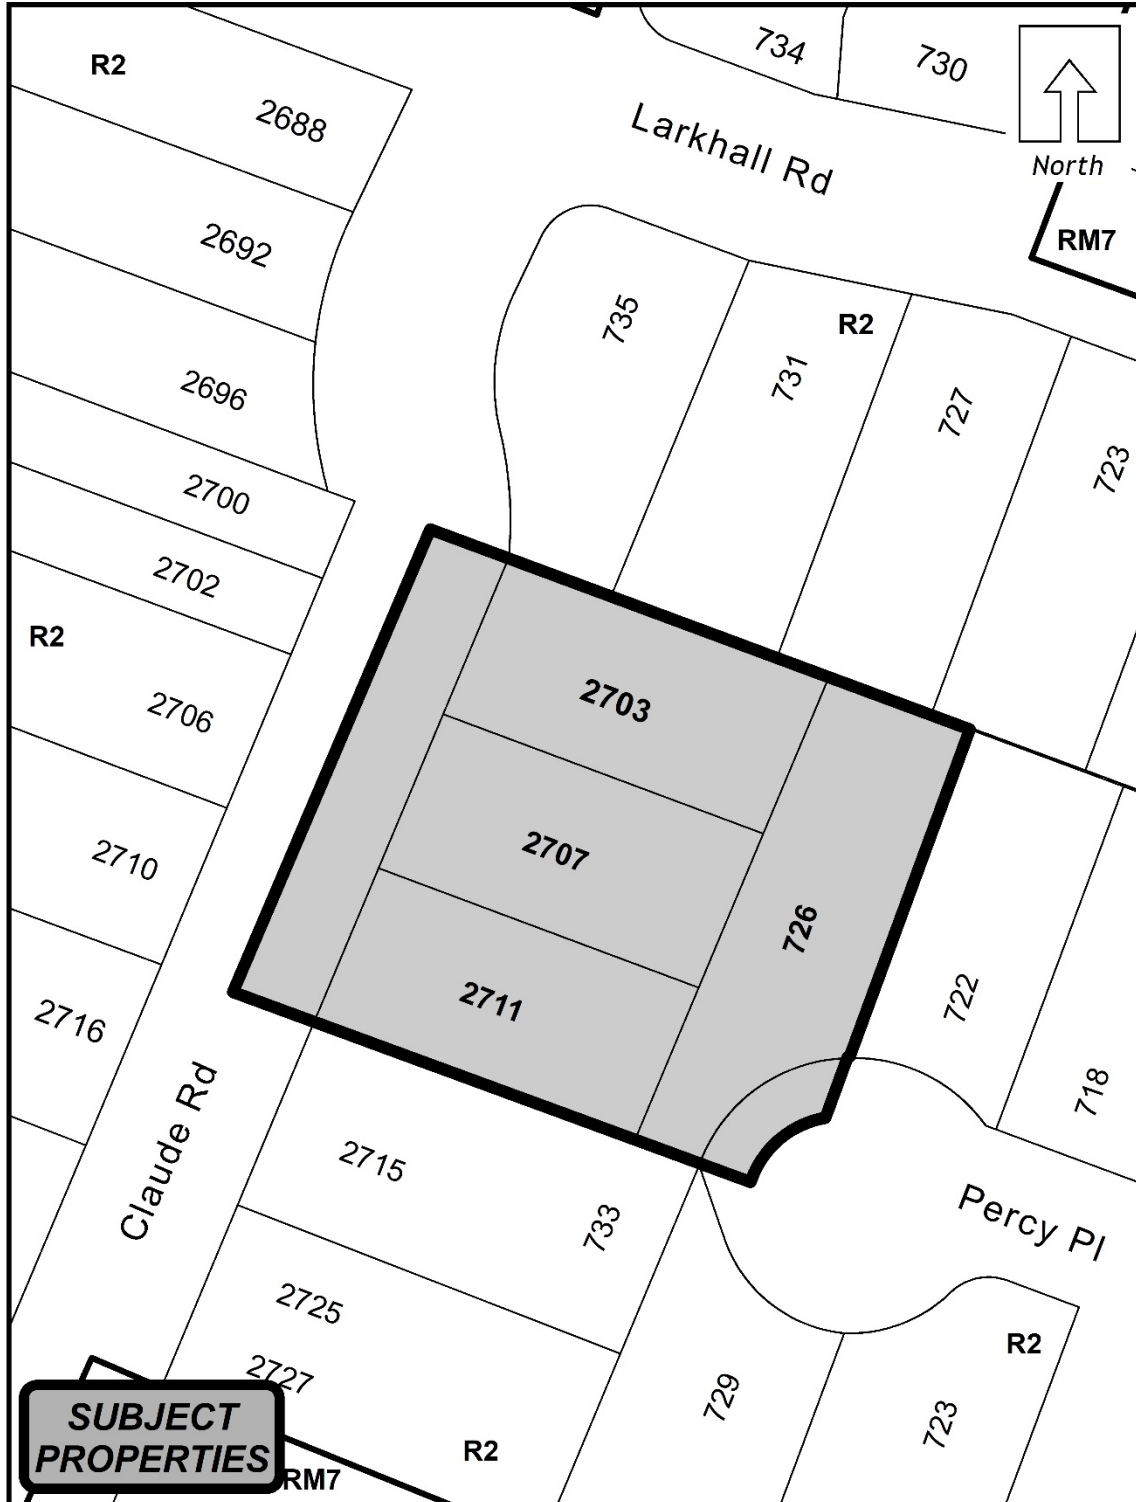 734
730
R2
2688
Larkhall Rd
North
RM7
2692
735
R2
731
2696
727
723
2700
2702
R2
2703
2706
2707
2710
726
2711
722
2716
718
Claude Rd
2715
733
Percy Pl
2725
2727
R2
729
723
SUBJECT
PROPERTIES
R2
RM7